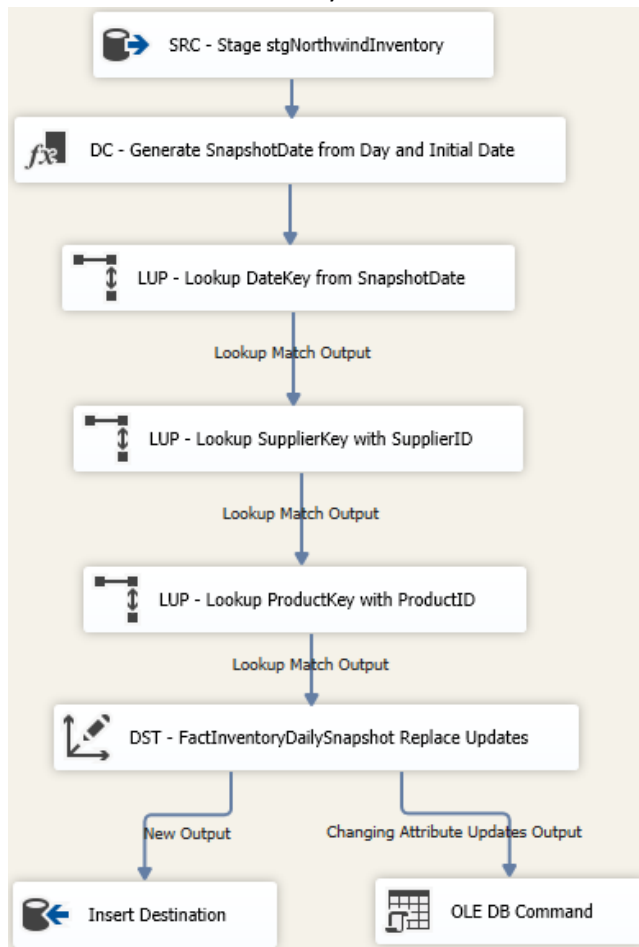 SRC - Stage stgNorthwindInventory
fx
DC - Generate SnapshotDate from Day and Initial Date
LUP - Lookup DateKey from SnapshotDate
Lookup Match Output
LUP - Lookup SupplierKey with SupplierID
Lookup Match Output
LUP - Lookup ProductKey with ProductID
Lookup Match Output
DST - FactInventoryDailySnapshot Replace Updates
New Output
Changing Attribute Updates Output
Insert Destination
OLE DB Command